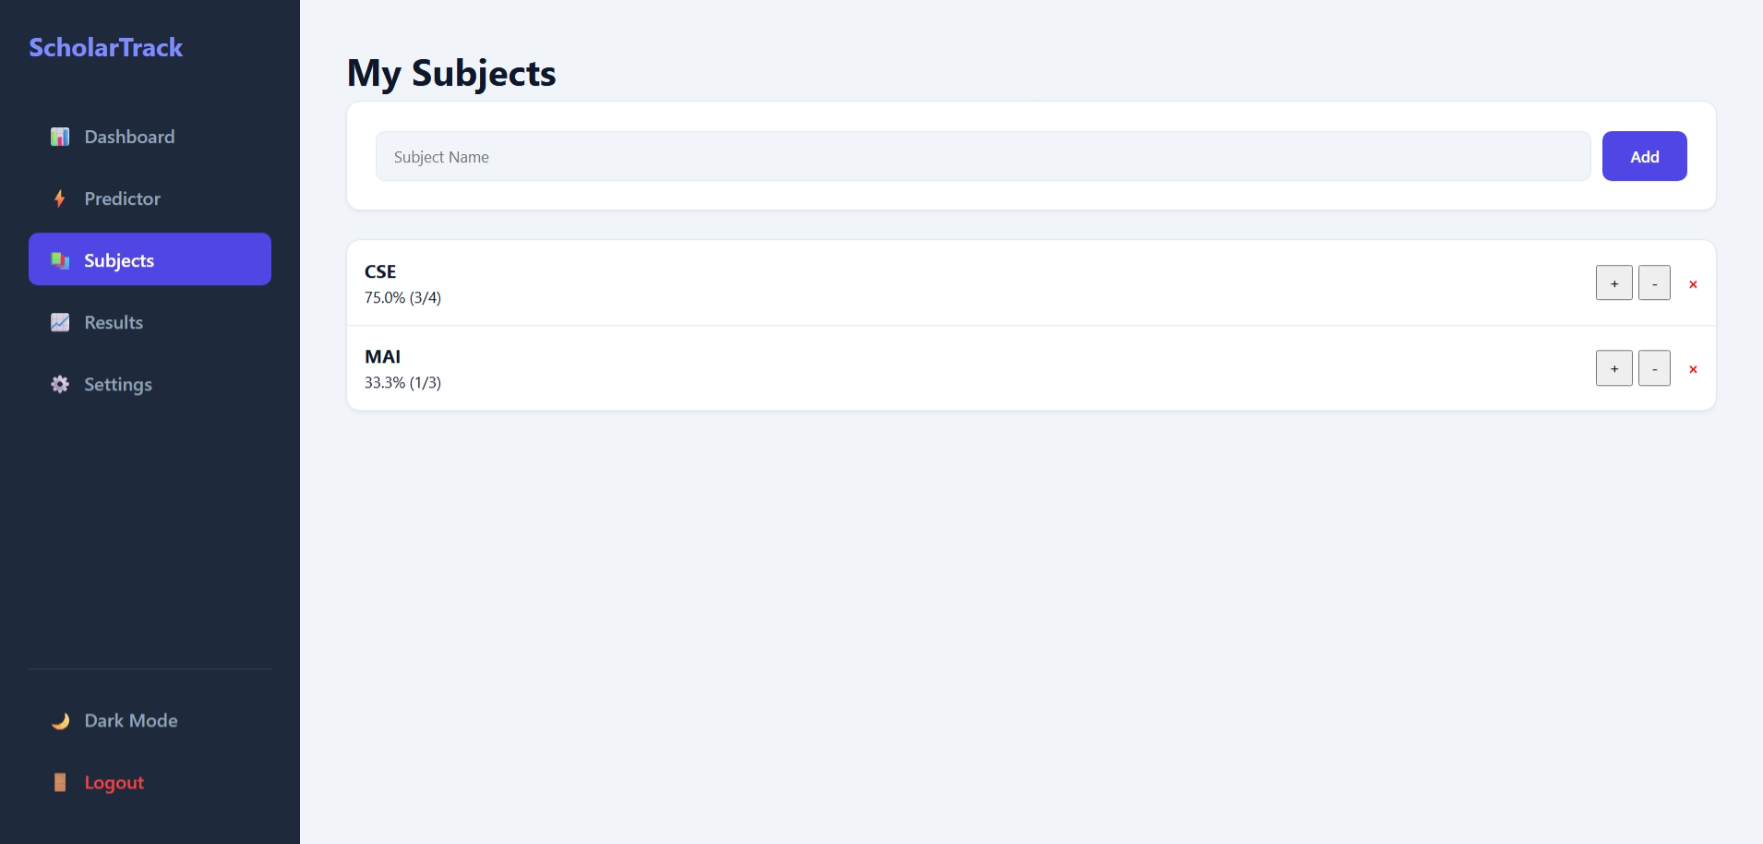 ScholarTrack
Dashboard
Predictor
Subjects
Results
Settings
Dark Mode
Logout
My Subjects
Subject Name
Add
CSE
75.0% (3/4)
+ - ×
MAI
33.3% (1/3)
+ - ×